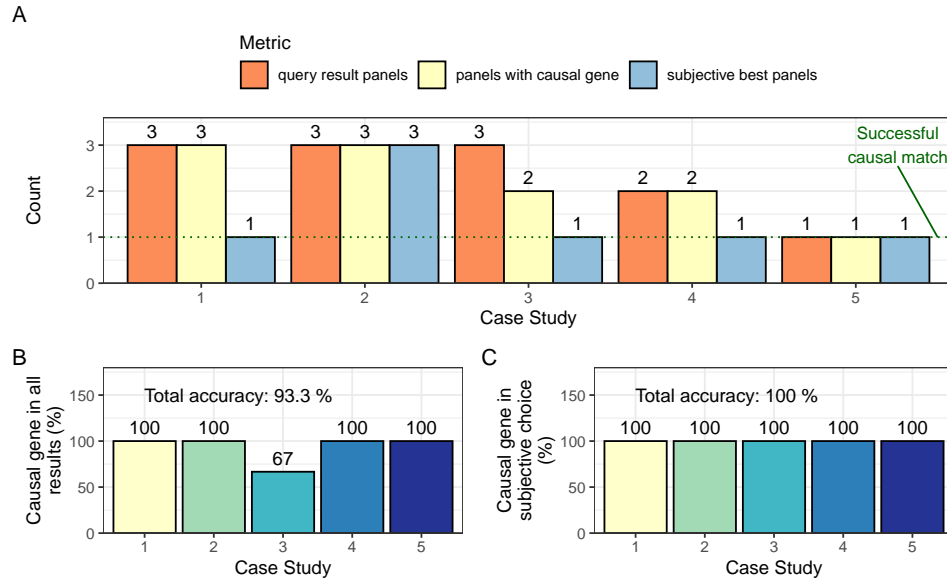 A
Metric
query result panels
panels with causal gene
subjective best panels
Count
3
2
1
0
3 3 1
3 3 3
3 2 1
2 2 1
1 1 1
Successful
causal match
1 2 3 4 5
Case Study
B
Causal gene in all
results (%)
150
100
50
0
Total accuracy: 93.3 %
100 100 67 100 100
1 2 3 4 5
Case Study
C
Causal gene in
subjective choice
(%)
150
100
50
0
Total accuracy: 100 %
100 100 100 100 100
1 2 3 4 5
Case Study